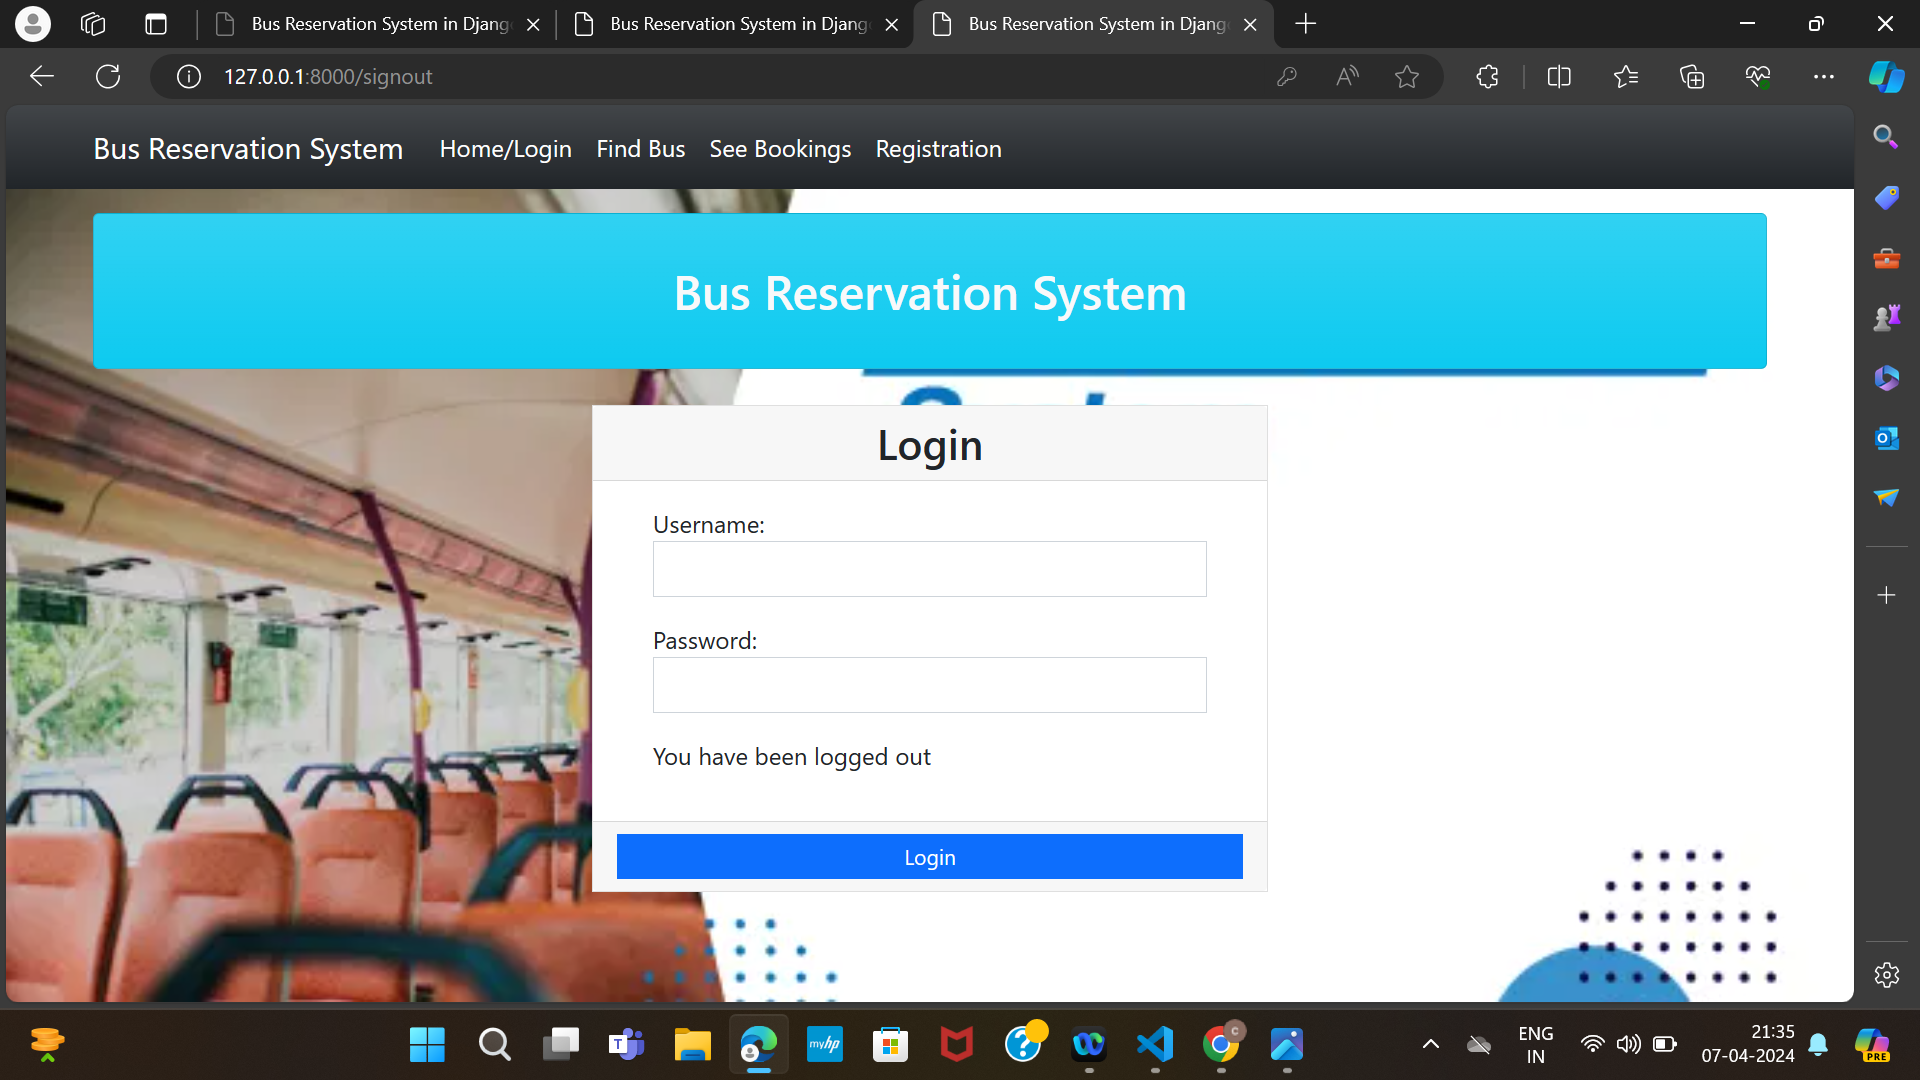 Bus Reservation System in Djang
Bus Reservation System in Djang
Bus Reservation System in Djang
127.0.0.1:8000/signout
Bus Reservation System Home/Login Find Bus See Bookings Registration
Bus Reservation System
Login
Username:
Password:
You have been logged out
Login
T
myhp
?
C
ENG
IN
21:35
07-04-2024
PRE